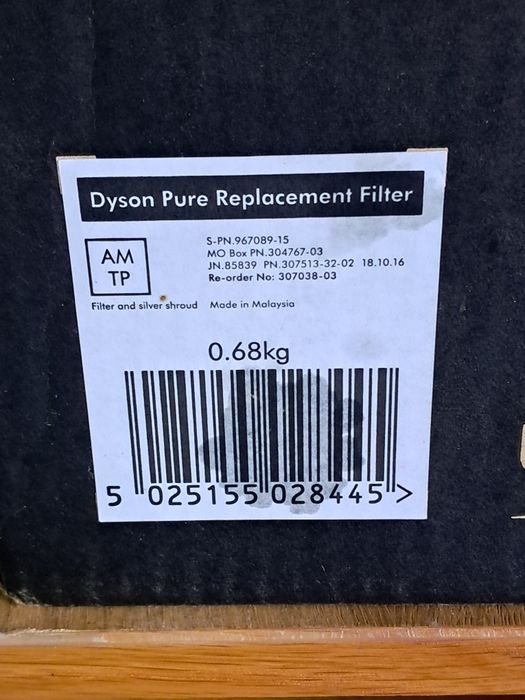 Dyson Pure Replacement Filter
AM
TP
S-PN.967089-15
MO Box PN.304767-03
JN.85839 PN.307513-32-02 18.10.16
Re-order No: 307038-03
Filter and silver shroud Made in Malaysia
0.68kg
5 025155 028445 >